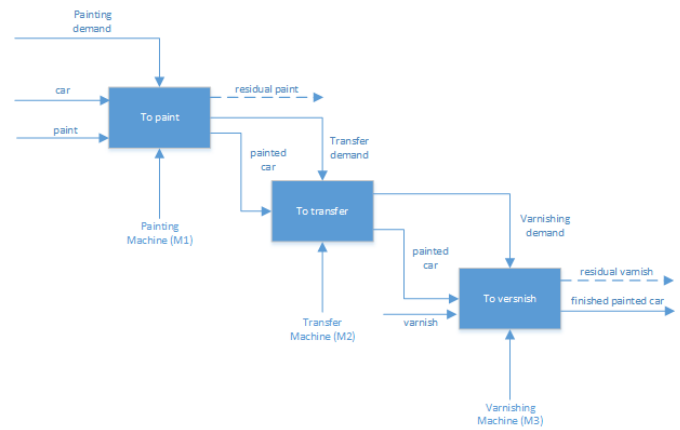 Painting
demand
car
residual paint
To paint
paint
Transfer
demand
painted
car
To transfer
Painting
Machine (M1)
Varnishing
demand
painted
car
residual varnish
To versnish
finished painted car
varnish
Transfer
Machine (M2)
Varnishing
Machine (M3)